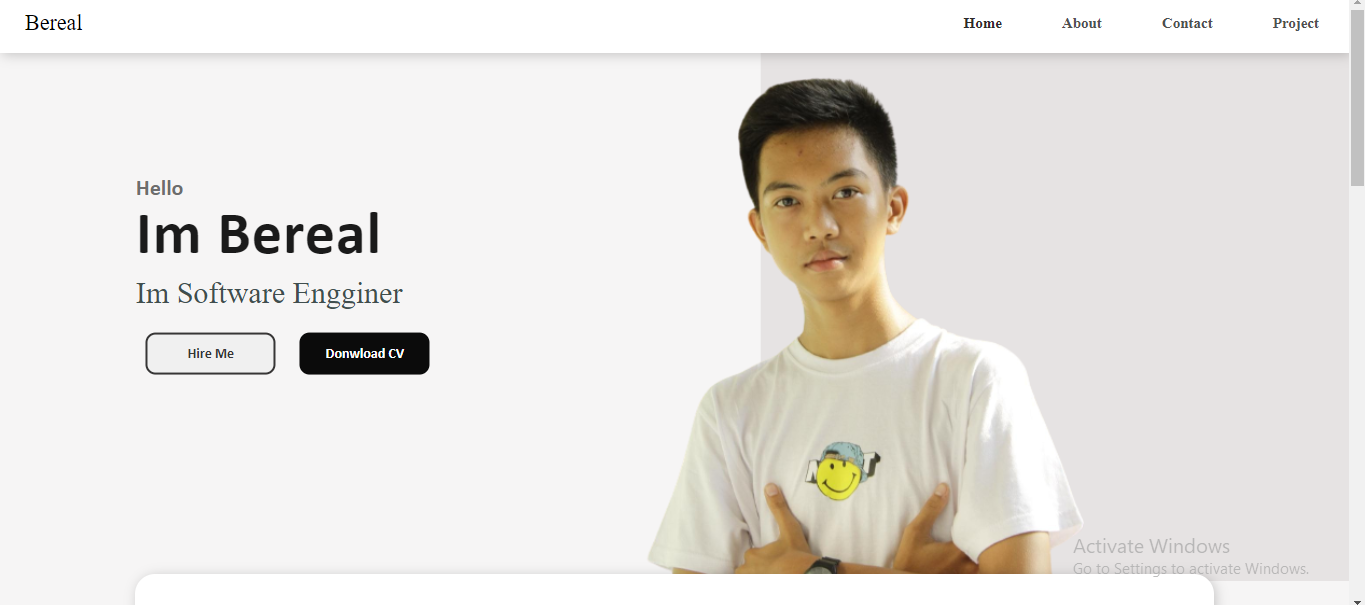 Bereal
Home About Contact Project
Hello
Im Bereal
Im Software Engginer
Hire Me Donwload CV
Activate Windows
Go to Settings to activate Windows.